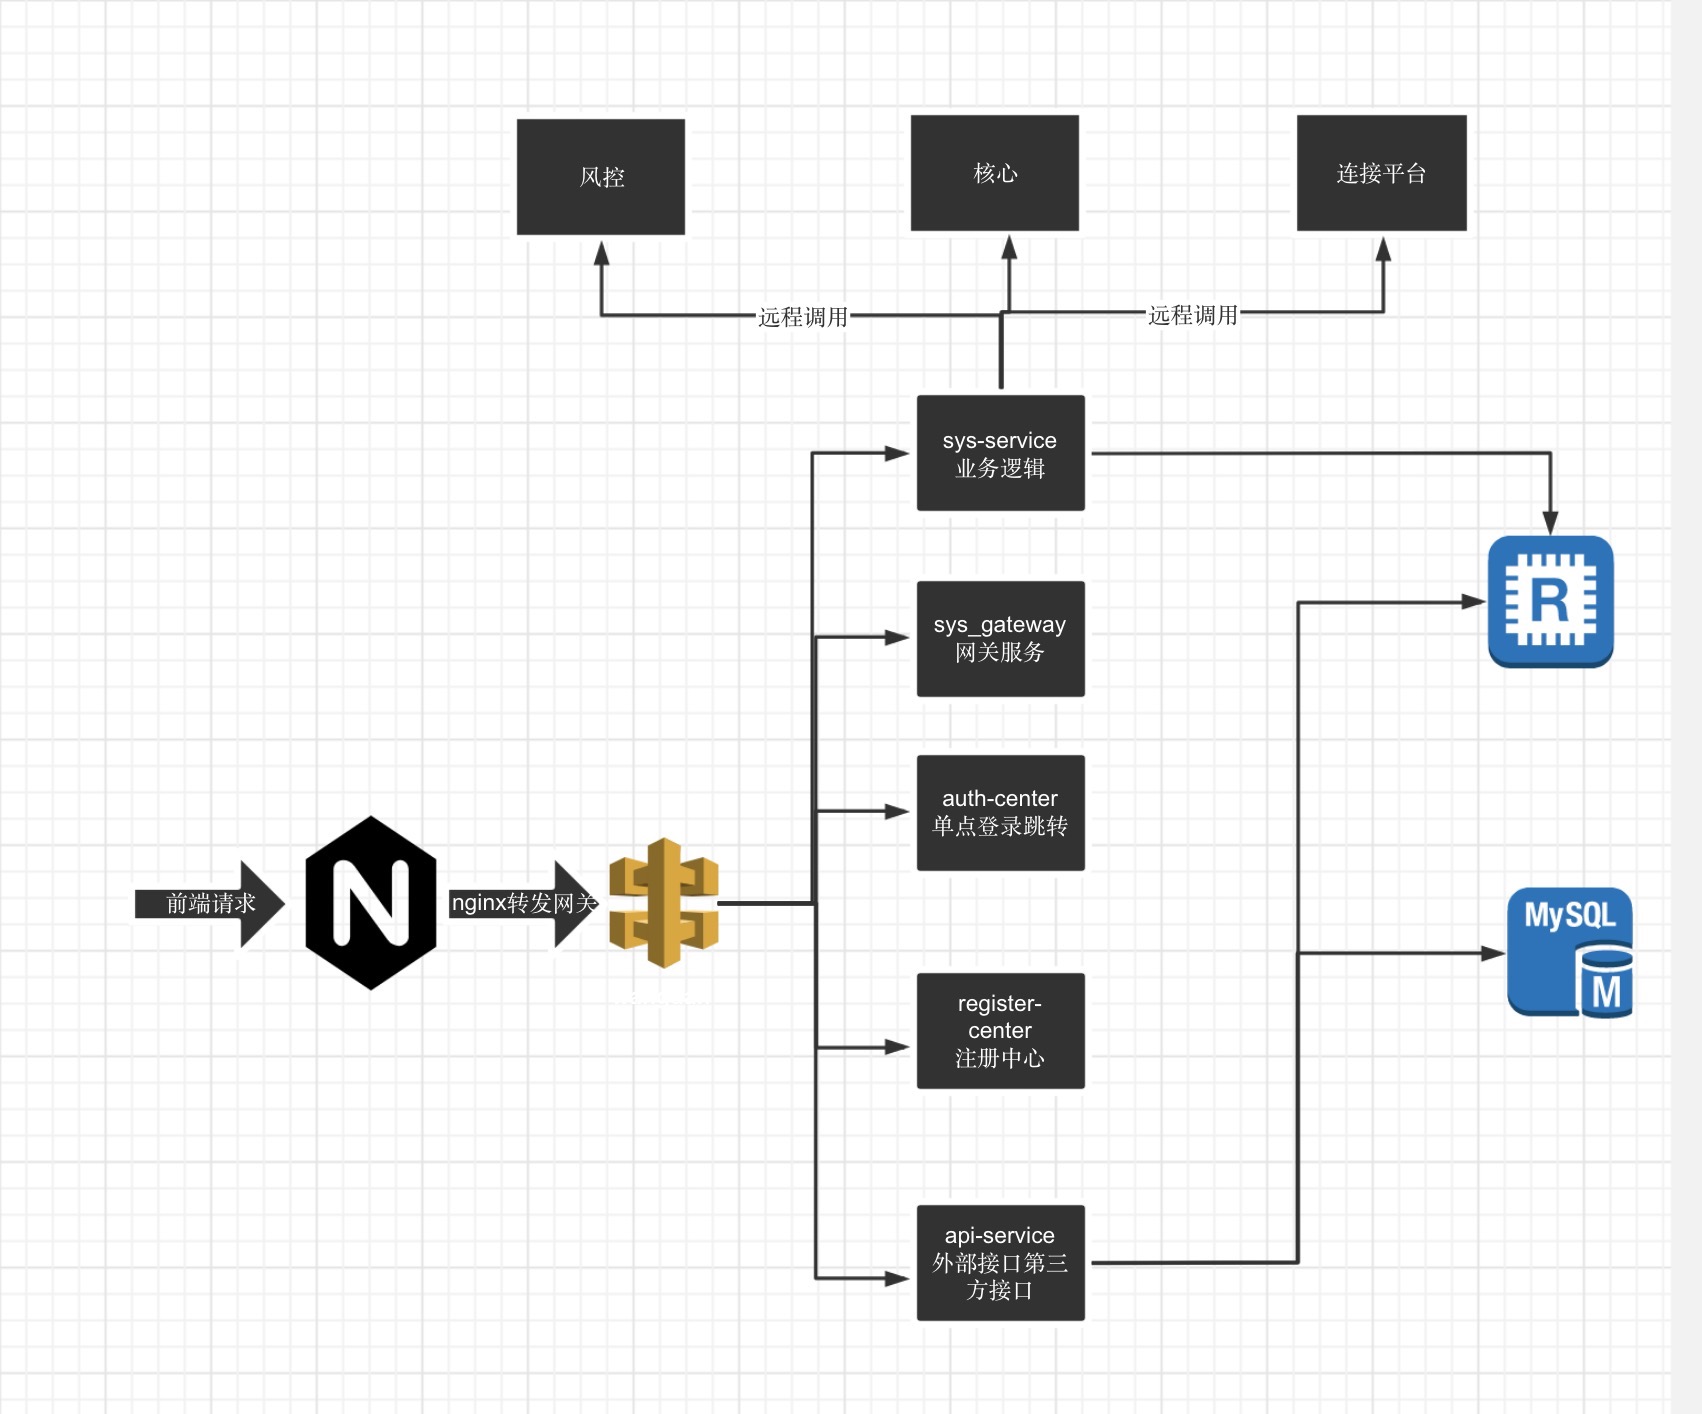 风控
核心
连接平台
远程调用
远程调用
sys-service
业务逻辑
sys_gateway
网关服务
R
auth-center
单点登录跳转
前端请求
N
nginx转发网关
MySQL
M
register-
center
注册中心
api-service
外部接口第三
方接口